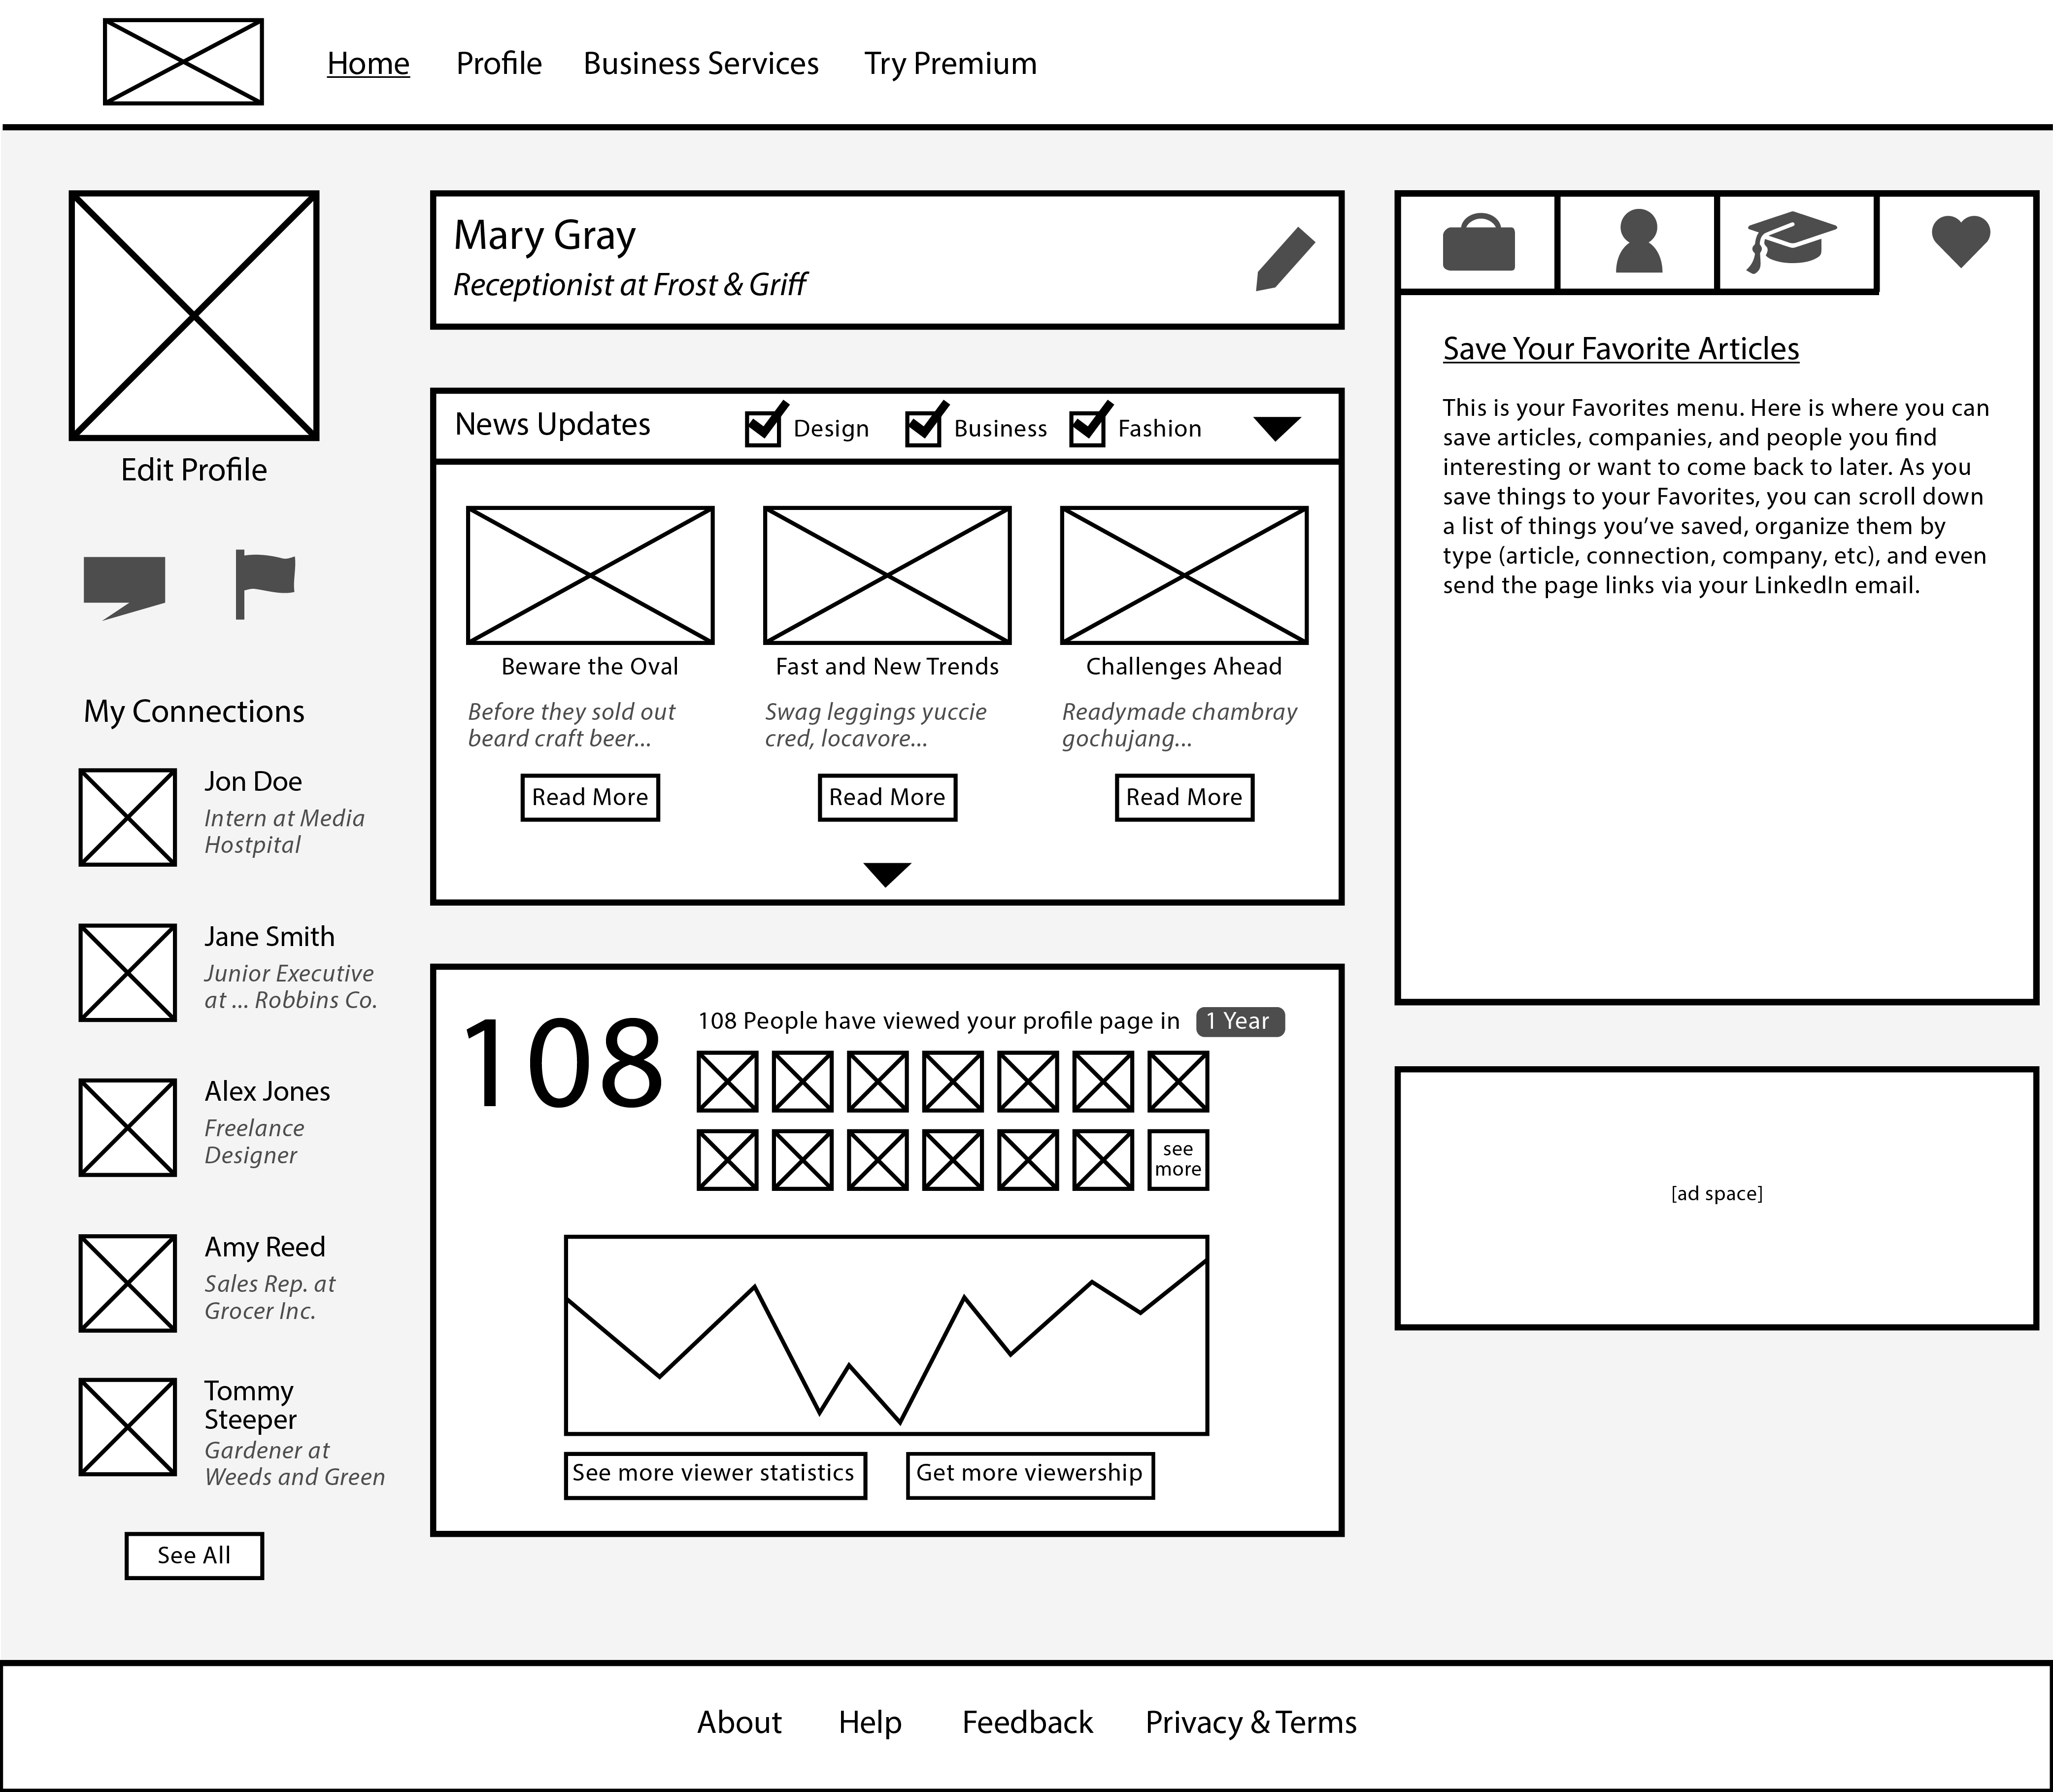 Home Profile Business Services Try Premium
Edit Profile
My Connections
Jon Doe
Intern at Media
Hostpital
Jane Smith
Junior Executive
at ... Robbins Co.
Alex Jones
Freelance
Designer
Amy Reed
Sales Rep. at
Grocer Inc.
Tommy
Steeper
Gardener at
Weeds and Green
See All
Mary Gray
Receptionist at Frost & Griff
News Updates Design Business Fashion
Beware the Oval
Before they sold out
beard craft beer...
Read More
Fast and New Trends
Swag leggings yuccie
cred, locavore...
Read More
Challenges Ahead
Readymade chambray
gochujang...
Read More
108
108 People have viewed your profile page in 1 Year
see
more
See more viewer statistics
Get more viewership
Save Your Favorite Articles
This is your Favorites menu. Here is where you can
save articles, companies, and people you find
interesting or want to come back to later. As you
save things to your Favorites, you can scroll down
a list of things you’ve saved, organize them by
type (article, connection, company, etc), and even
send the page links via your LinkedIn email.
[ad space]
About Help Feedback Privacy & Terms